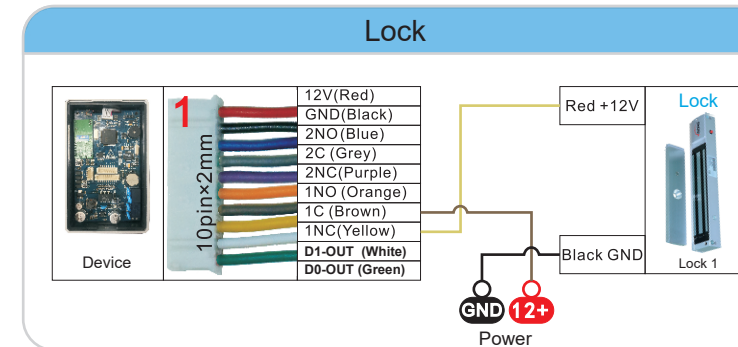 Lock
1
10pin×2mm
12V(Red)
GND(Black)
2NO(Blue)
2C (Grey)
2NC(Purple)
1NO (Orange)
1C (Brown)
1NC(Yellow)
D1-OUT (White)
D0-OUT (Green)
Device
Red +12V
Lock
Black GND
Lock 1
GND
12+
Power